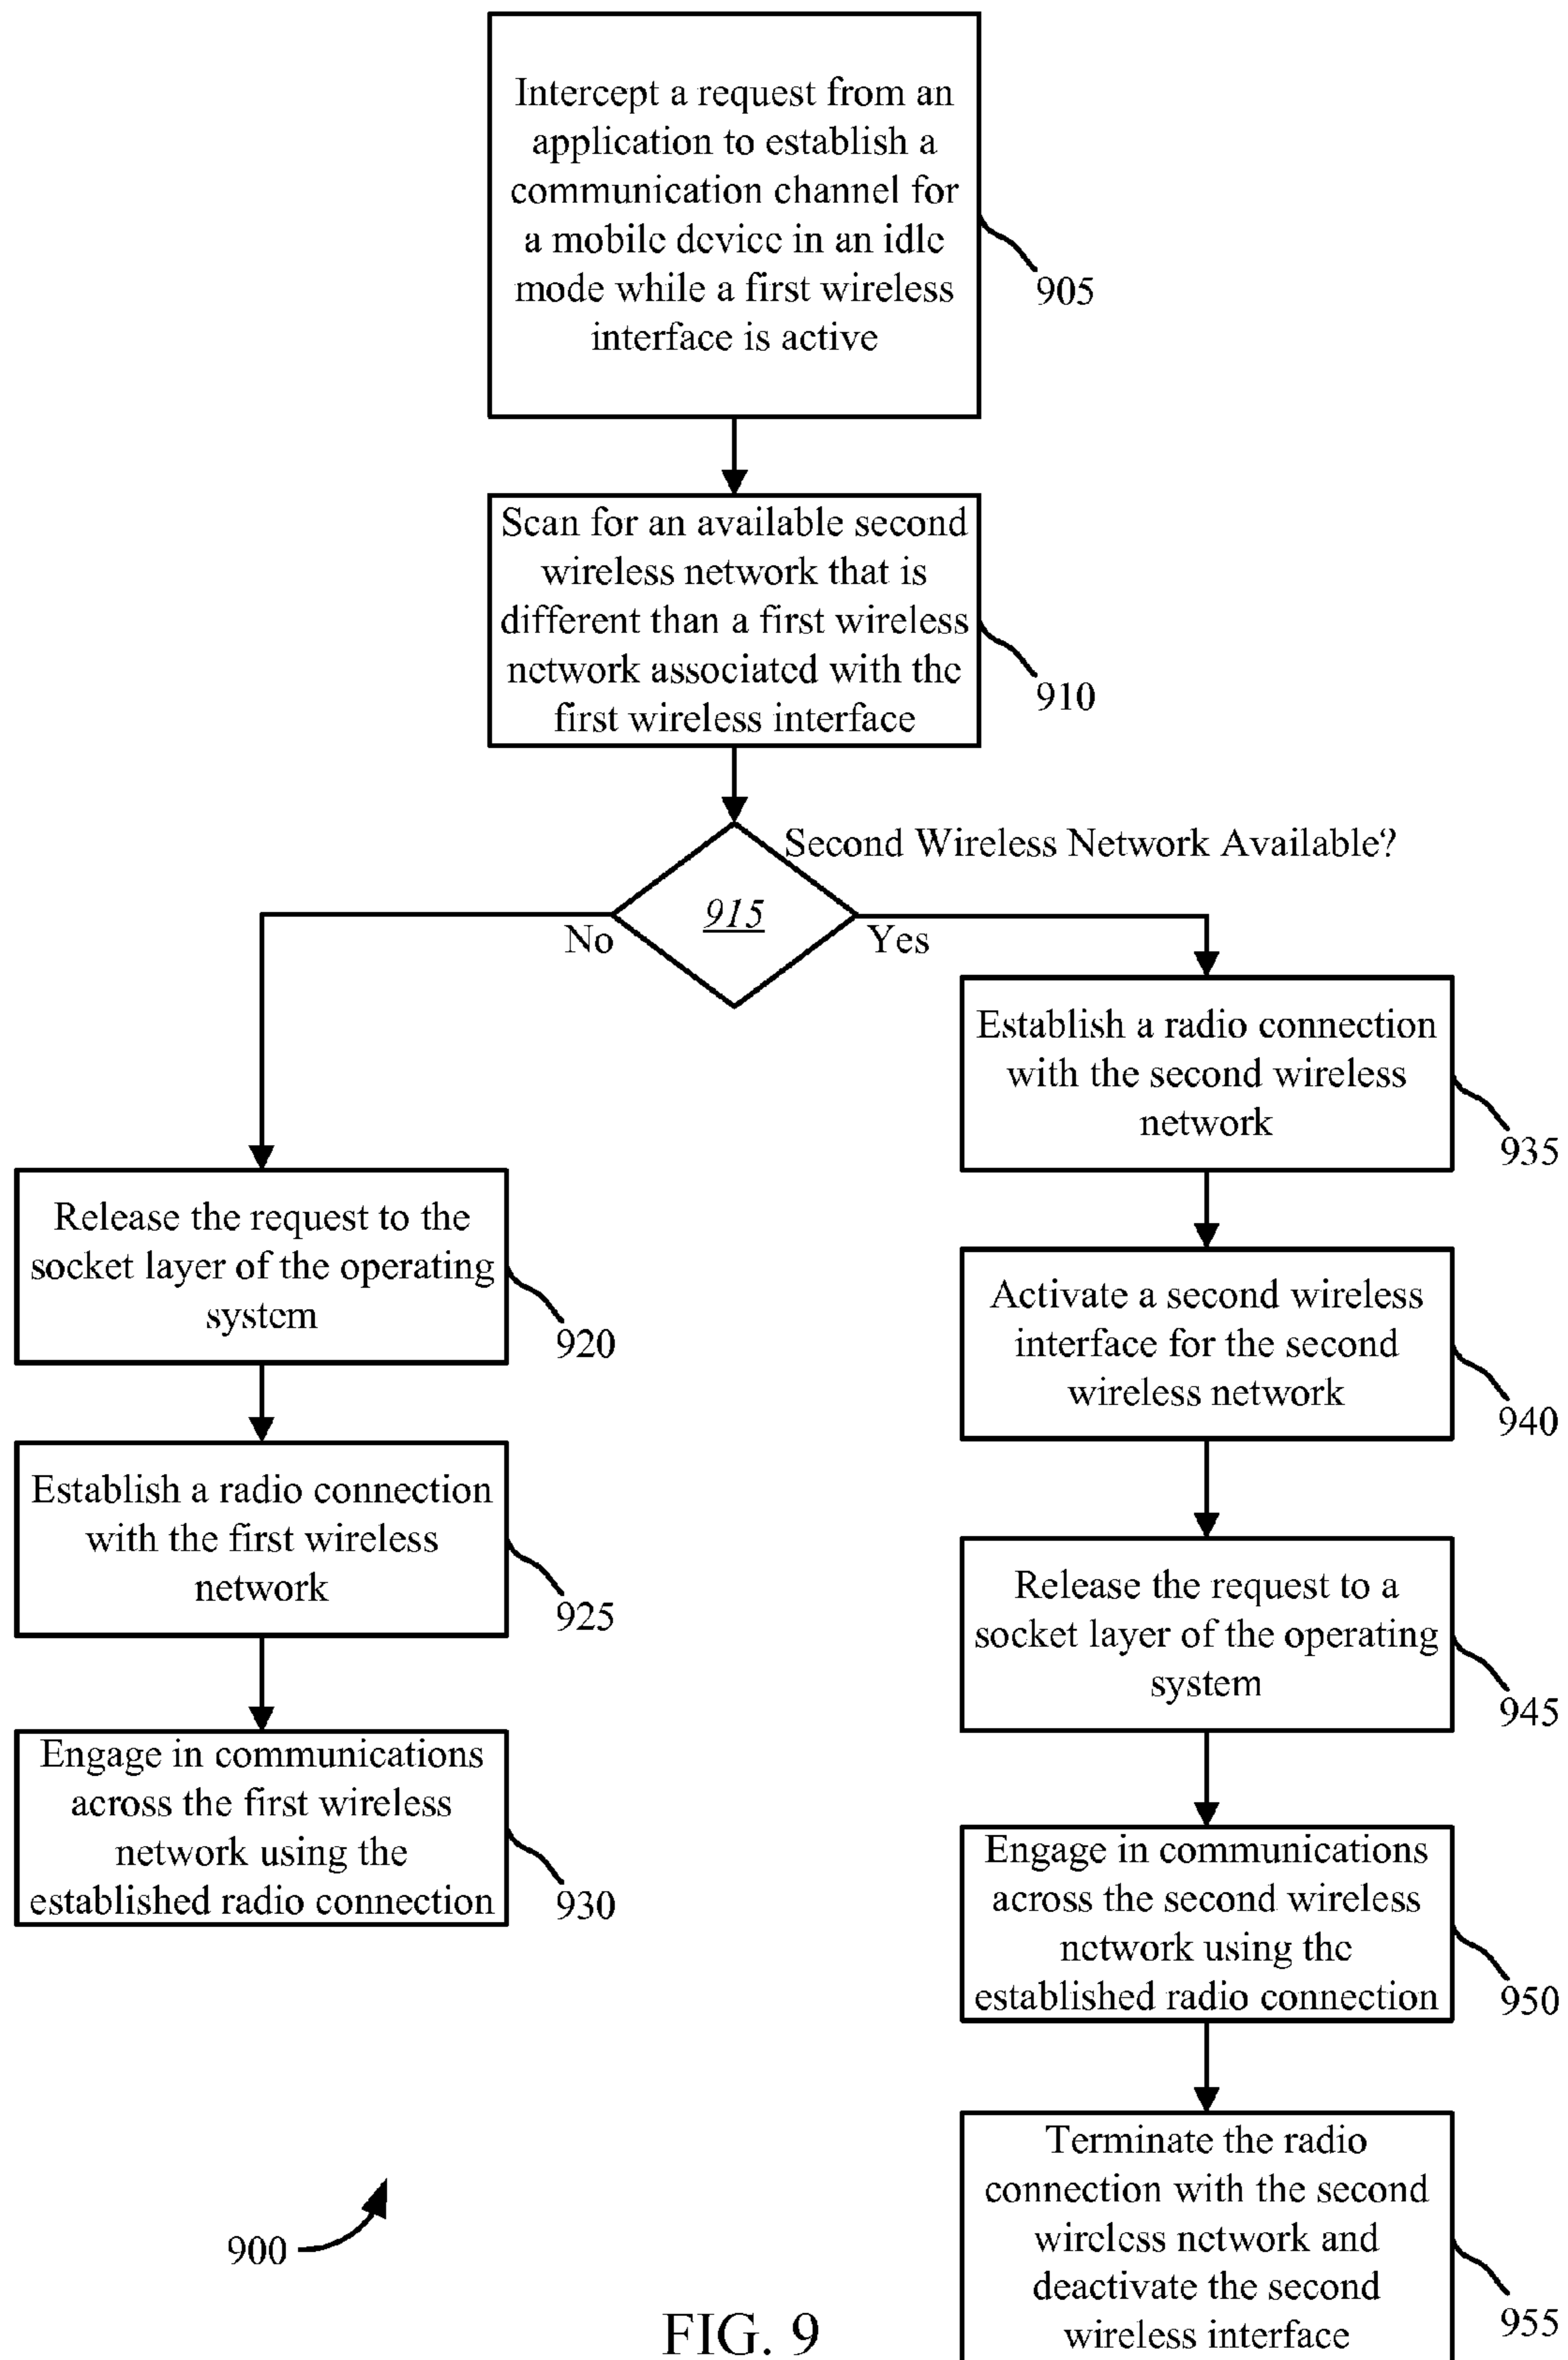 Intercept a request from an
application to establish a
communication channel for
a mobile device in an idle
mode while a first wireless
interface is active
905
Scan for an available second
wireless network that is
different than a first wireless
network associated with the
first wireless interface
910
Second Wireless Network Available?
915
No
Yes
Establish a radio connection
with the second wireless
network
935
Release the request to the
socket layer of the operating
system
920
Activate a second wireless
interface for the second
wireless network
940
Establish a radio connection
with the first wireless
network
925
Release the request to a
socket layer of the operating
system
945
Engage in communications
across the first wireless
network using the
established radio connection
930
Engage in communications
across the second wireless
network using the
established radio connection
950
Terminate the radio
connection with the second
wireless network and
deactivate the second
wireless interface
955
900
FIG. 9